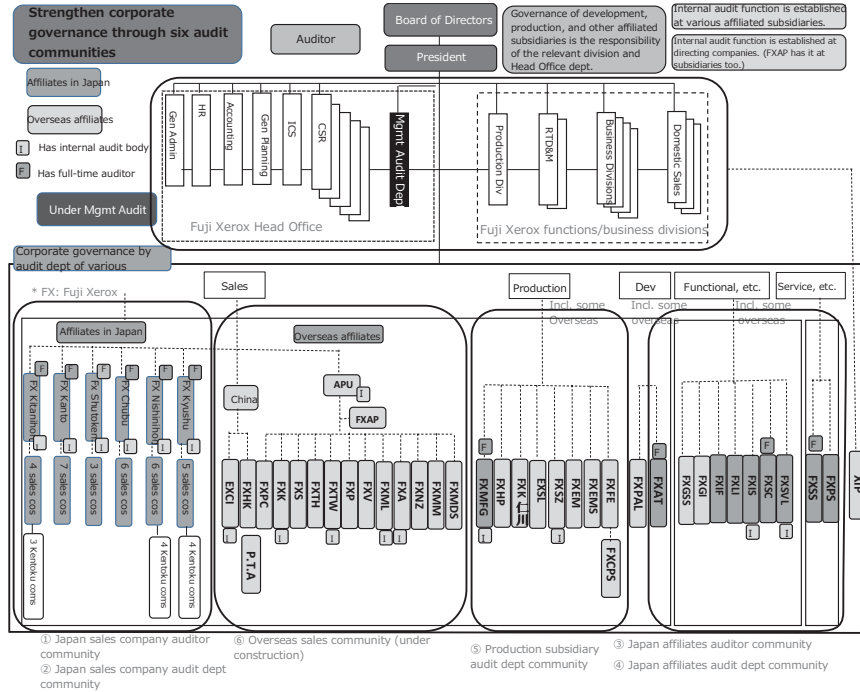 Strengthen corporate
governance through six audit
communities
Auditor
Board of Directors
President
Governance of development,
production, and other affiliated
subsidiaries is the responsibility
of the relevant division and
Head Office dept.
Internal audit function is established
at various affiliated subsidiaries.
Internal audit function is established at
directing companies. (FXAP has it at
subsidiaries too.)
Affiliates in Japan
Overseas affiliates
I Has internal audit body
F Has full-time auditor
Under Mgmt Audit
Gen Admin
HR
Accounting
Gen Planning
ICS
CSR
Mgmt Audit Dep
Production Div
RTD&M
Business Divisions
Domestic Sales
Fuji Xerox Head Office
Fuji Xerox functions/business divisions
Corporate governance by
audit dept of various
* FX: Fuji Xerox
Sales
Production
Incl. some
Overseas
Dev
Incl. some
overseas
Functional, etc.
Incl. some
overseas
Service, etc.
Affiliates in Japan
Overseas affiliates
F
F
F
F
F
F
FX Kitaniho
FX Kanto
FX Shutoken
FX Chubu
FX Nishinihon
FX Kyushu
I
I
I
I
I
I
4 sales cos
7 sales cos
3 sales cos
6 sales cos
6 sales cos
5 sales cos
3 Kentoku coms
4 Kentoku coms
4 Kentoku coms
China
APU
I
FXAP
EXCI
FXHK
FXPC
FXK
FXS
FXTH
FXTW
FXP
FXV
FXML
FXA
FXNZ
FXMM
FXMDS
I
I
I
I
I
P.T.A
F
FXMFG
FXHP
FXK 仁川
EXSL
FXSZ
FXEM
FXEMS
FXFE
I
I
FXCPS
FXPAL
F
FXAT
FXGSS
FXGI
FXIF
FXLI
FXIS
F
FXSC
FXSVL
I
I
F
FXSS
FXPS
XIP
① Japan sales company auditor
community
② Japan sales company audit dept
community
⑥ Overseas sales community (under
construction)
⑤ Production subsidiary
audit dept community
③ Japan affiliates auditor community
④ Japan affiliates audit dept community